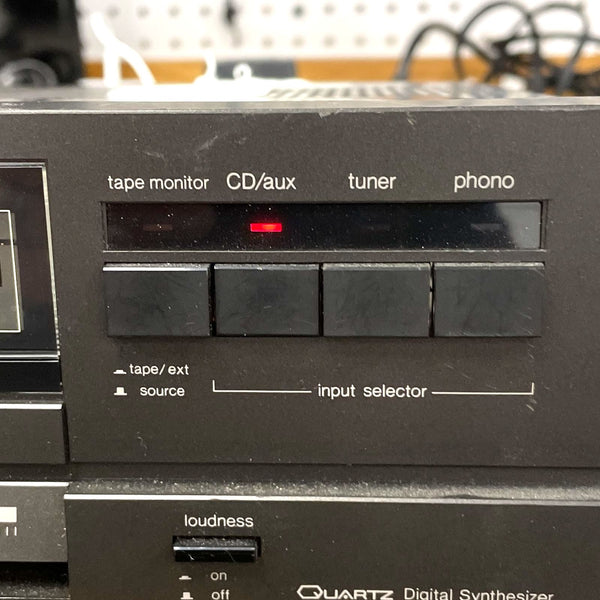 tape monitor CD/aux tuner phono
tape/ext
source input selector
loudness
on
off QUARTZ Digital Synthesizer